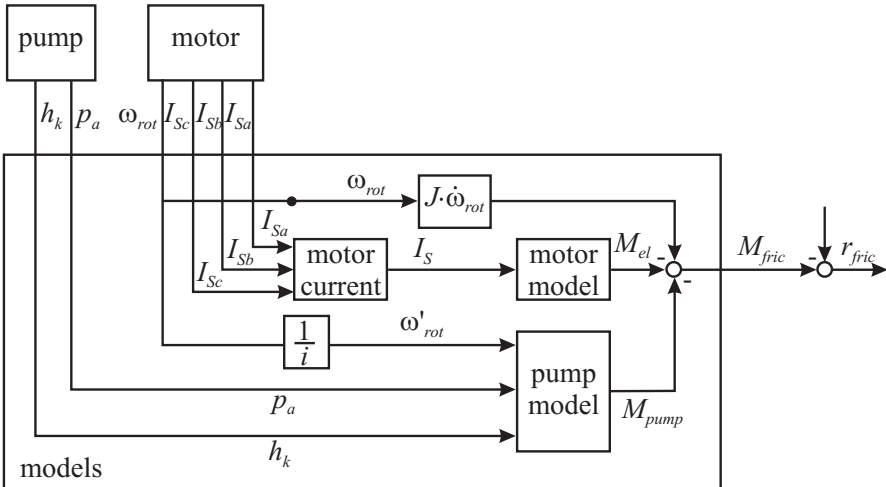 pump
motor
h_k
p_a
ω_rot
I_Sc
I_Sb
I_Sa
ω_rot
J·ω̇_rot
I_Sa
I_Sb
I_Sc
motor
current
I_S
motor
model
M_el
-
-
M_fric
-
r_fric
1
i
ω'_rot
pump
model
p_a
M_pump
h_k
models